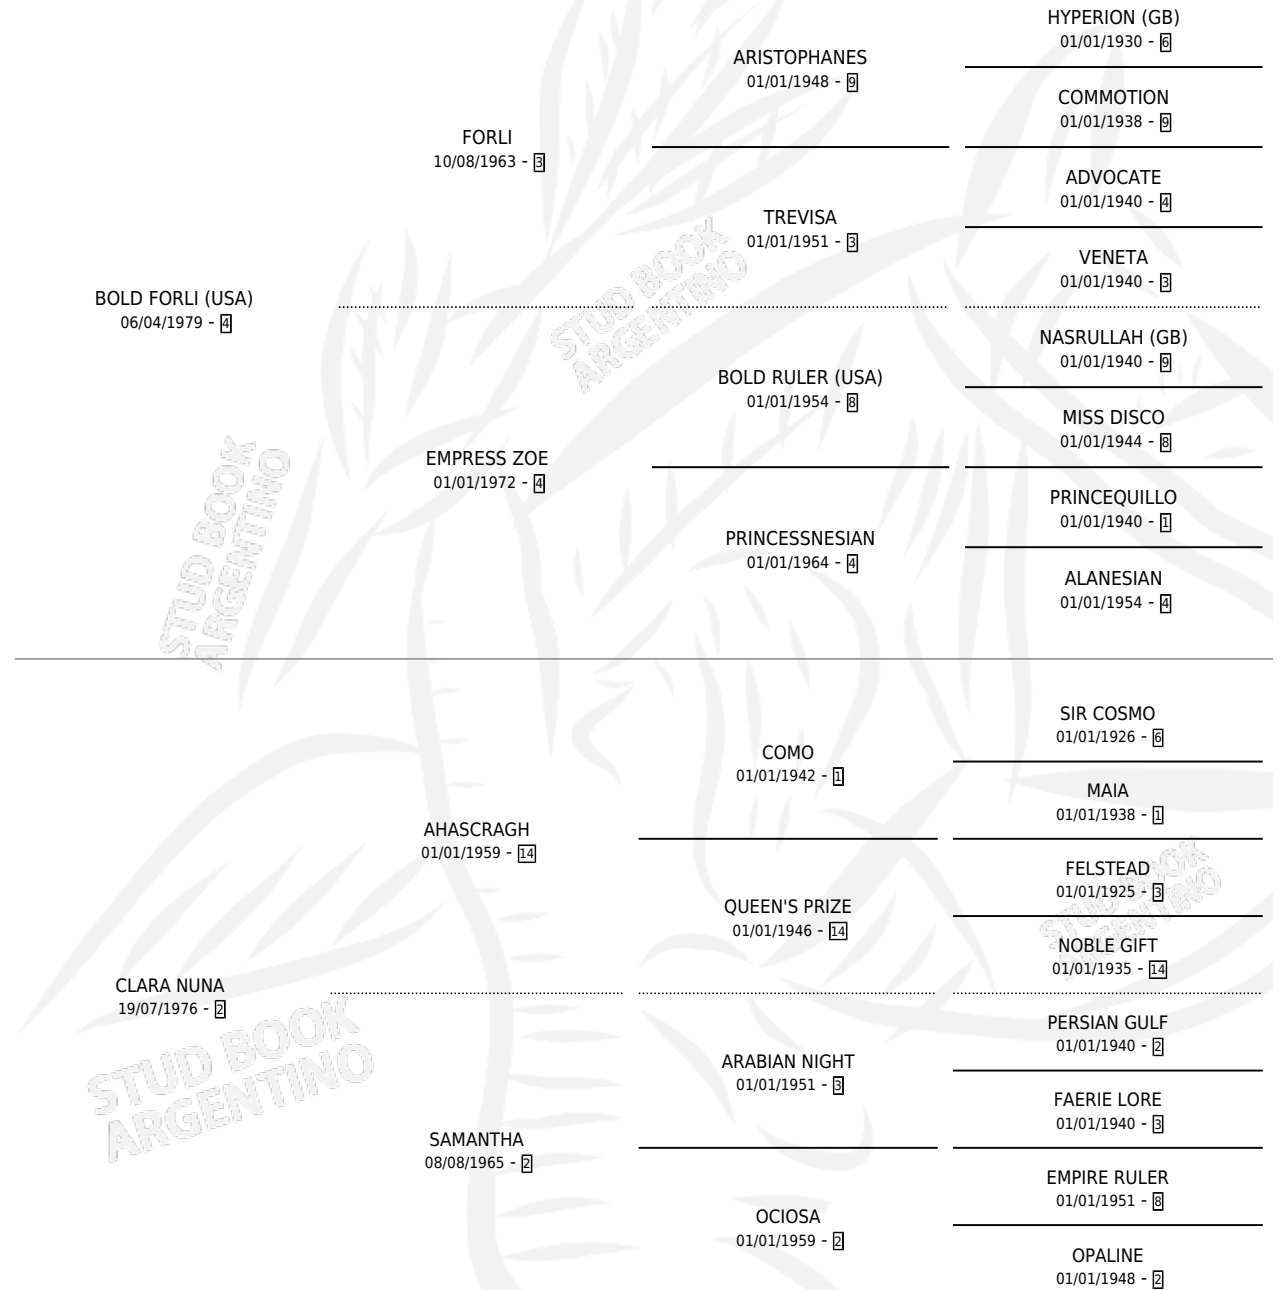 HYPERION (GB)
01/01/1930 - 6
ARISTOPHANES
01/01/1948 - 9
COMMOTION
01/01/1938 - 9
FORLI
10/08/1963 - 3
ADVOCATE
01/01/1940 - 4
TREVISA
01/01/1951 - 3
VENETA
01/01/1940 - 3
BOLD FORLI (USA)
06/04/1979 - 4
NASRULLAH (GB)
01/01/1940 - 9
BOLD RULER (USA)
01/01/1954 - 8
MISS DISCO
01/01/1944 - 8
EMPRESS ZOE
01/01/1972 - 4
PRINCEQUILLO
01/01/1940 - 1
PRINCESSNESIAN
01/01/1964 - 4
ALANESIAN
01/01/1954 - 4
SIR COSMO
01/01/1926 - 6
COMO
01/01/1942 - 1
MAIA
01/01/1938 - 1
AHASCRAGH
01/01/1959 - 14
FELSTEAD
01/01/1925 - 3
QUEEN'S PRIZE
01/01/1946 - 14
NOBLE GIFT
01/01/1935 - 14
CLARA NUNA
19/07/1976 - 2
PERSIAN GULF
01/01/1940 - 2
ARABIAN NIGHT
01/01/1951 - 3
FAERIE LORE
01/01/1940 - 3
SAMANTHA
08/08/1965 - 2
EMPIRE RULER
01/01/1951 - 8
OCIOSA
01/01/1959 - 2
OPALINE
01/01/1948 - 2
STUD BOOK
ARGENTINO
STUD BOOK
ARGENTINO
STUD BOOK
ARGENTINO
STUD BOOK
ARGENTINO